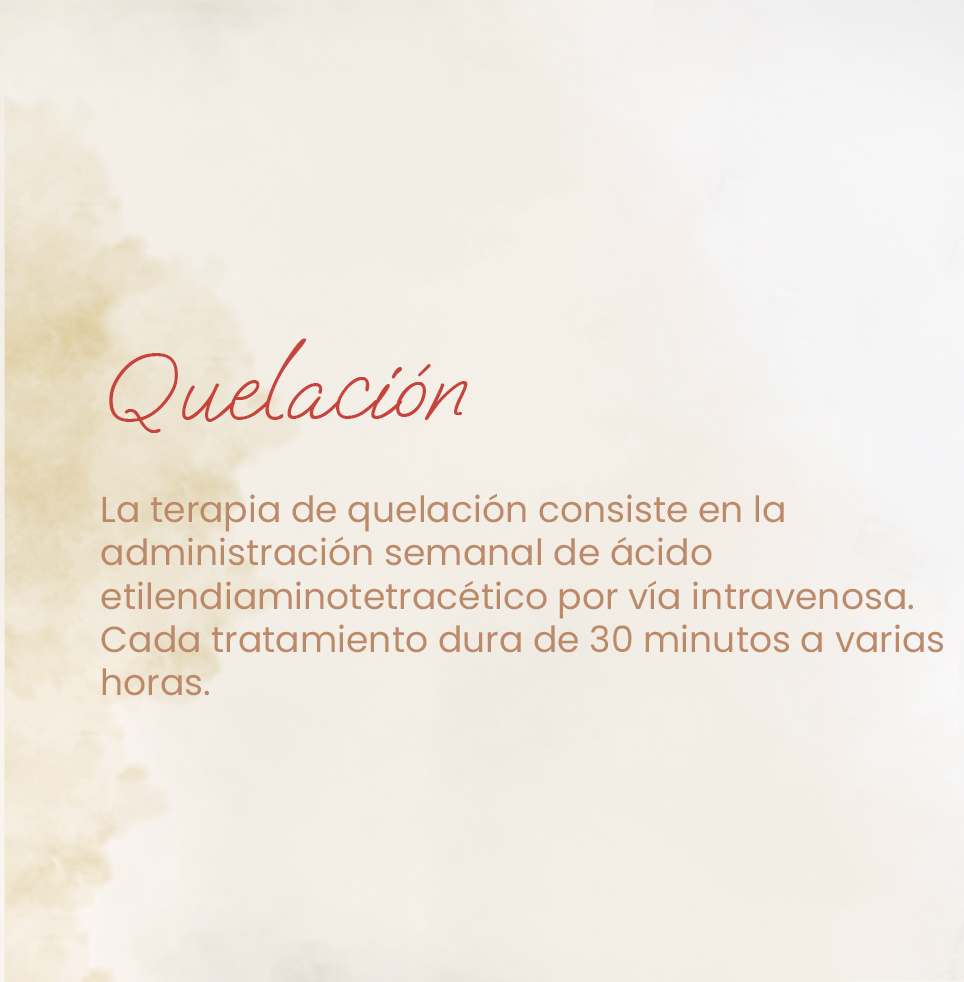 Quelación
La terapia de quelación consiste en la
administración semanal de ácido
etilendiaminotetracético por vía intravenosa.
Cada tratamiento dura de 30 minutos a varias
horas.